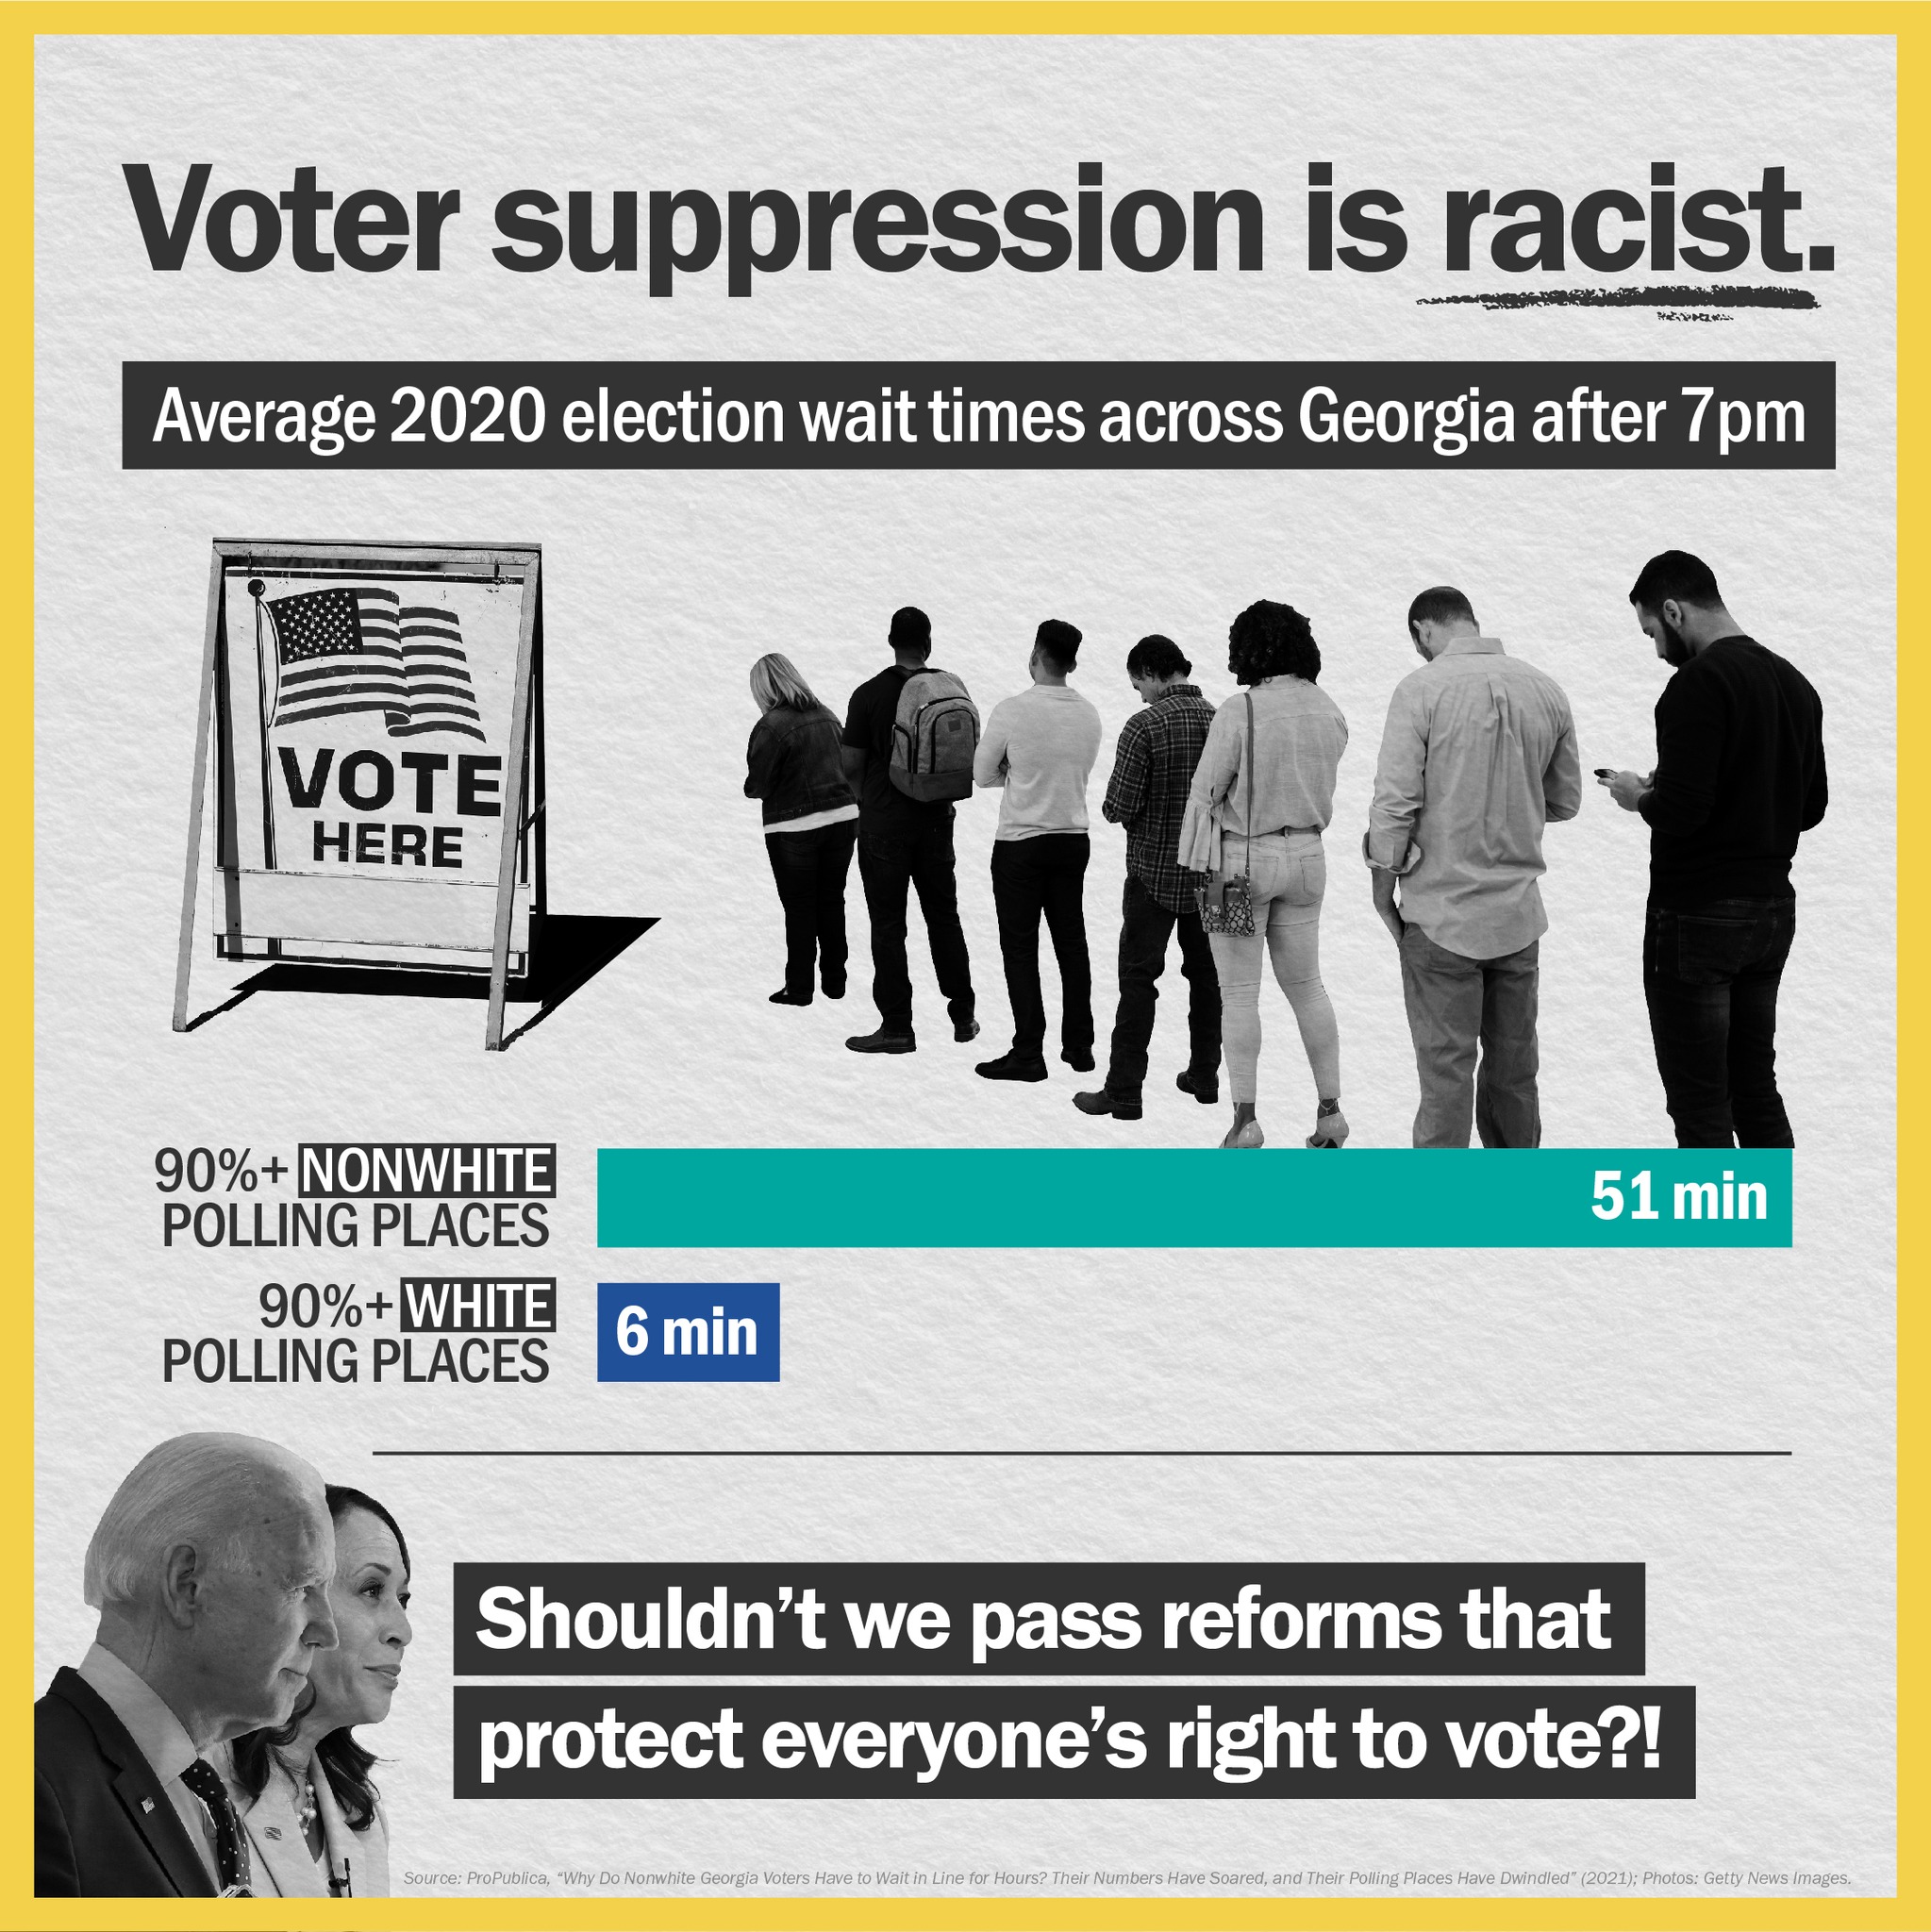 Voter suppression is racist.
Average 2020 election wait times across Georgia after 7pm
VOTE
HERE
90%+ NONWHITE
POLLING PLACES
51 min
90%+ WHITE
POLLING PLACES
6 min
Shouldn’t we pass reforms that
protect everyone’s right to vote?!
Source: ProPublica, “Why Do Nonwhite Georgia Voters Have to Wait in Line for Hours? Their Numbers Have Soared, and Their Polling Places Have Dwindled” (2021); Photos: Getty News Images.